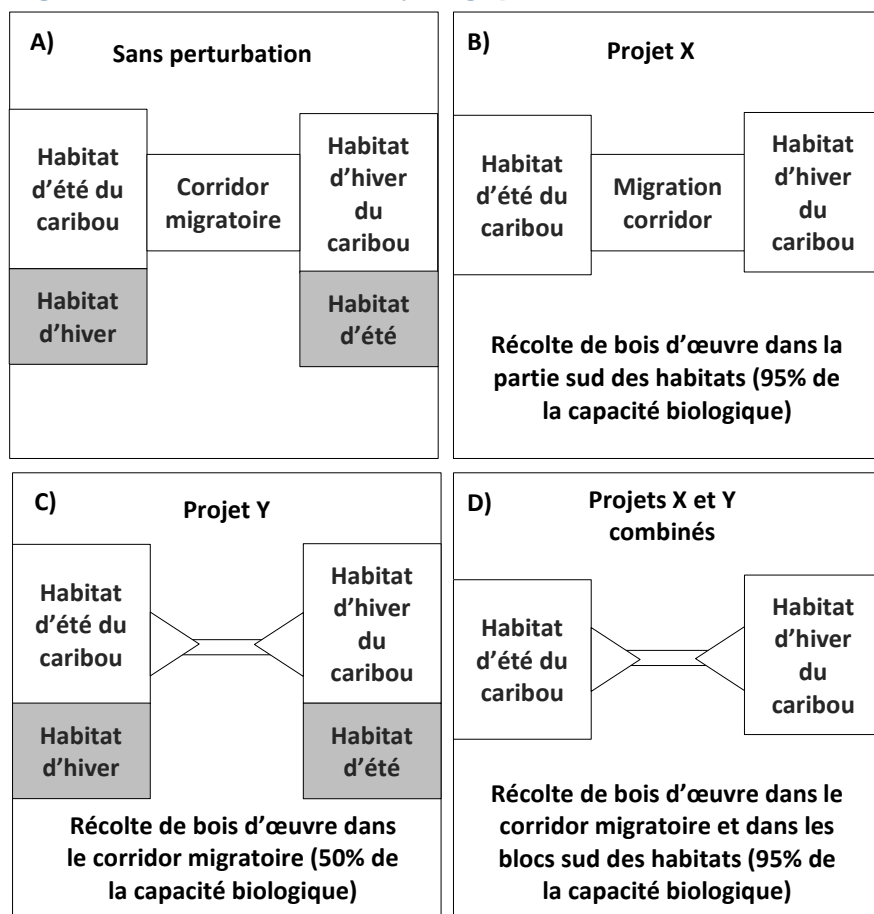 A)
Sans perturbation
Habitat
d'été du
caribou
Corridor
migratoire
Habitat
d'hiver
du
caribou
Habitat
d'hiver
Habitat
d'été
B)
Projet X
Habitat
d'été du
caribou
Migration
corridor
Habitat
d'hiver
du
caribou
Récolte de bois d'œuvre dans la
partie sud des habitats (95% de
la capacité biologique)
C)
Projet Y
Habitat
d'été du
caribou
Habitat
d'hiver
du
caribou
Habitat
d'hiver
Habitat
d'été
Récolte de bois d'œuvre dans
le corridor migratoire (50% de
la capacité biologique)
D)
Projets X et Y
combinés
Habitat
d'été du
caribou
Habitat
d'hiver
du
caribou
Récolte de bois d'œuvre dans le
corridor migratoire et dans les
blocs sud des habitats (95% de
la capacité biologique)